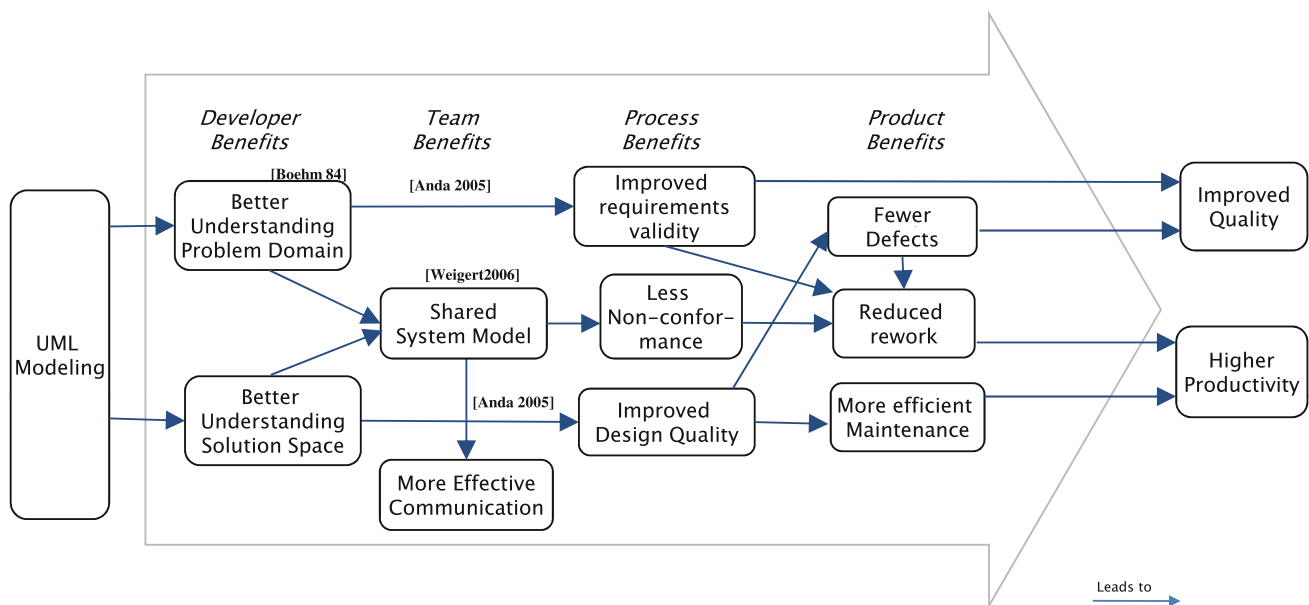 Developer
Benefits
Team
Benefits
Process
Benefits
Product
Benefits
UML
Modeling
[Boehm 84]
Better
Understanding
Problem Domain
[Anda 2005]
Improved
requirements
validity
Fewer
Defects
Improved
Quality
[Weigert2006]
Shared
System Model
Less
Non-confor-
mance
Reduced
rework
Higher
Productivity
Better
Understanding
Solution Space
[Anda 2005]
Improved
Design Quality
More efficient
Maintenance
More Effective
Communication
Leads to